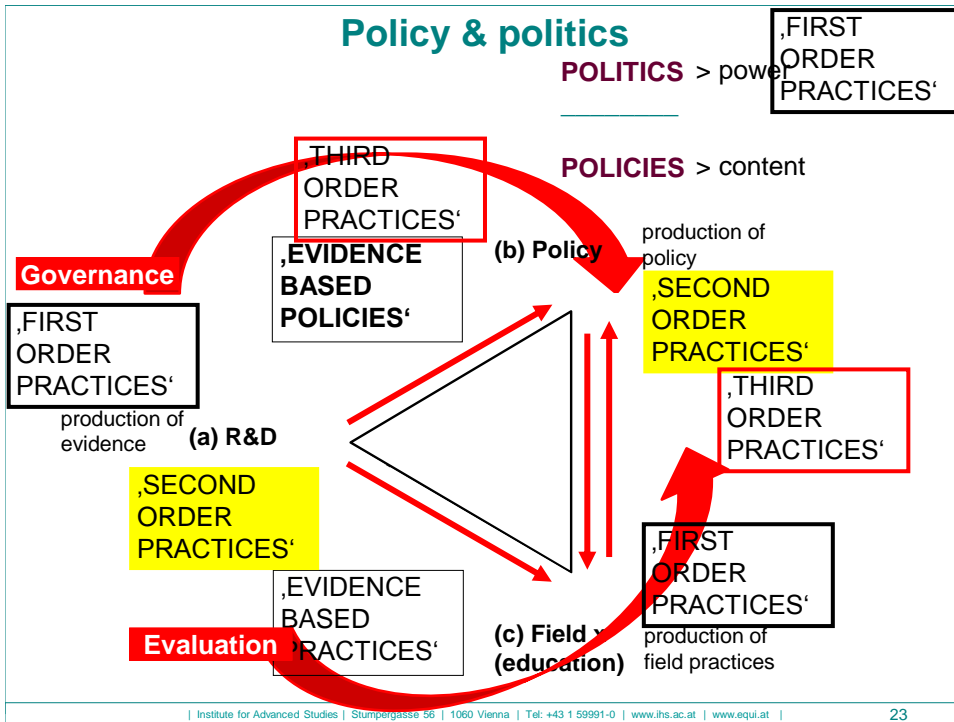 Policy & politics
‚FIRST
ORDER
PRACTICES‘
POLITICS > power
POLICIES > content
‚THIRD
ORDER
PRACTICES‘
‚EVIDENCE
BASED
POLICIES‘
(b) Policy
production of
policy
‚SECOND
ORDER
PRACTICES‘
Governance
‚FIRST
ORDER
PRACTICES‘
production of
evidence
(a) R&D
‚THIRD
ORDER
PRACTICES‘
‚SECOND
ORDER
PRACTICES‘
‚FIRST
ORDER
PRACTICES‘
‚EVIDENCE
BASED
PRACTICES‘
Evaluation
(c) Field x
(education)
production of
field practices
| Institute for Advanced Studies | Stumpergasse 56 | 1060 Vienna | Tel: +43 1 59991-0 | www.ihs.ac.at | www.equi.at |
23